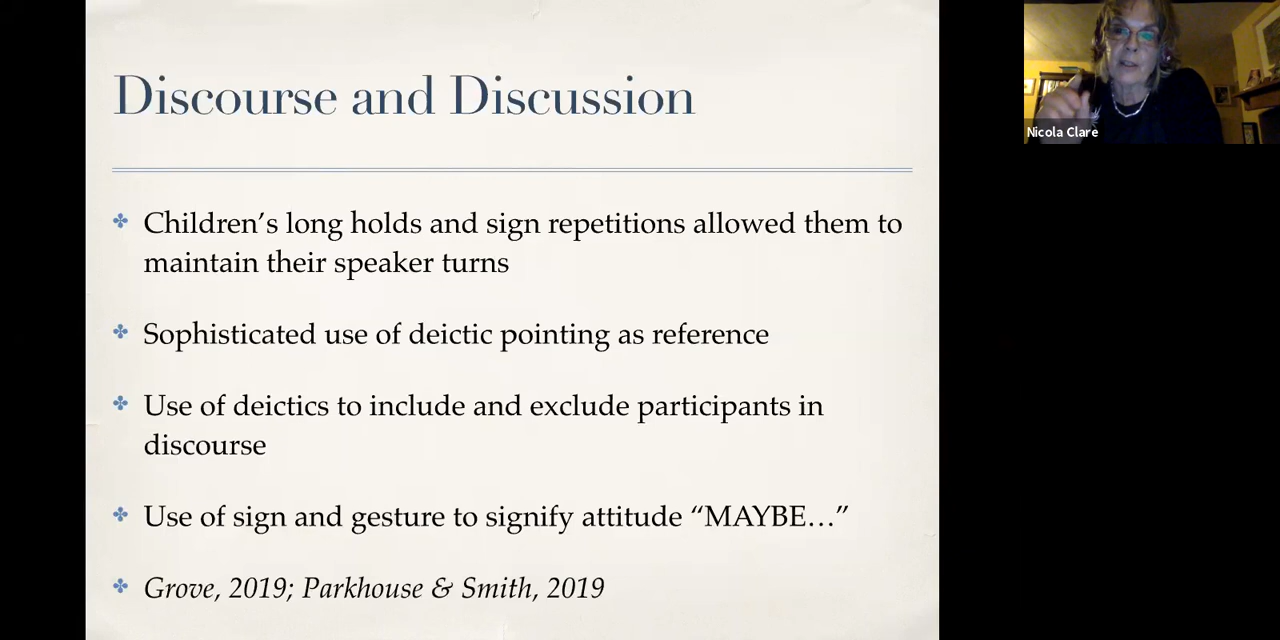 Discourse and Discussion
Nicola Clare
Children’s long holds and sign repetitions allowed them to
maintain their speaker turns
Sophisticated use of deictic pointing as reference
Use of deictics to include and exclude participants in
discourse
Use of sign and gesture to signify attitude “MAYBE…”
Grove, 2019; Parkhouse & Smith, 2019